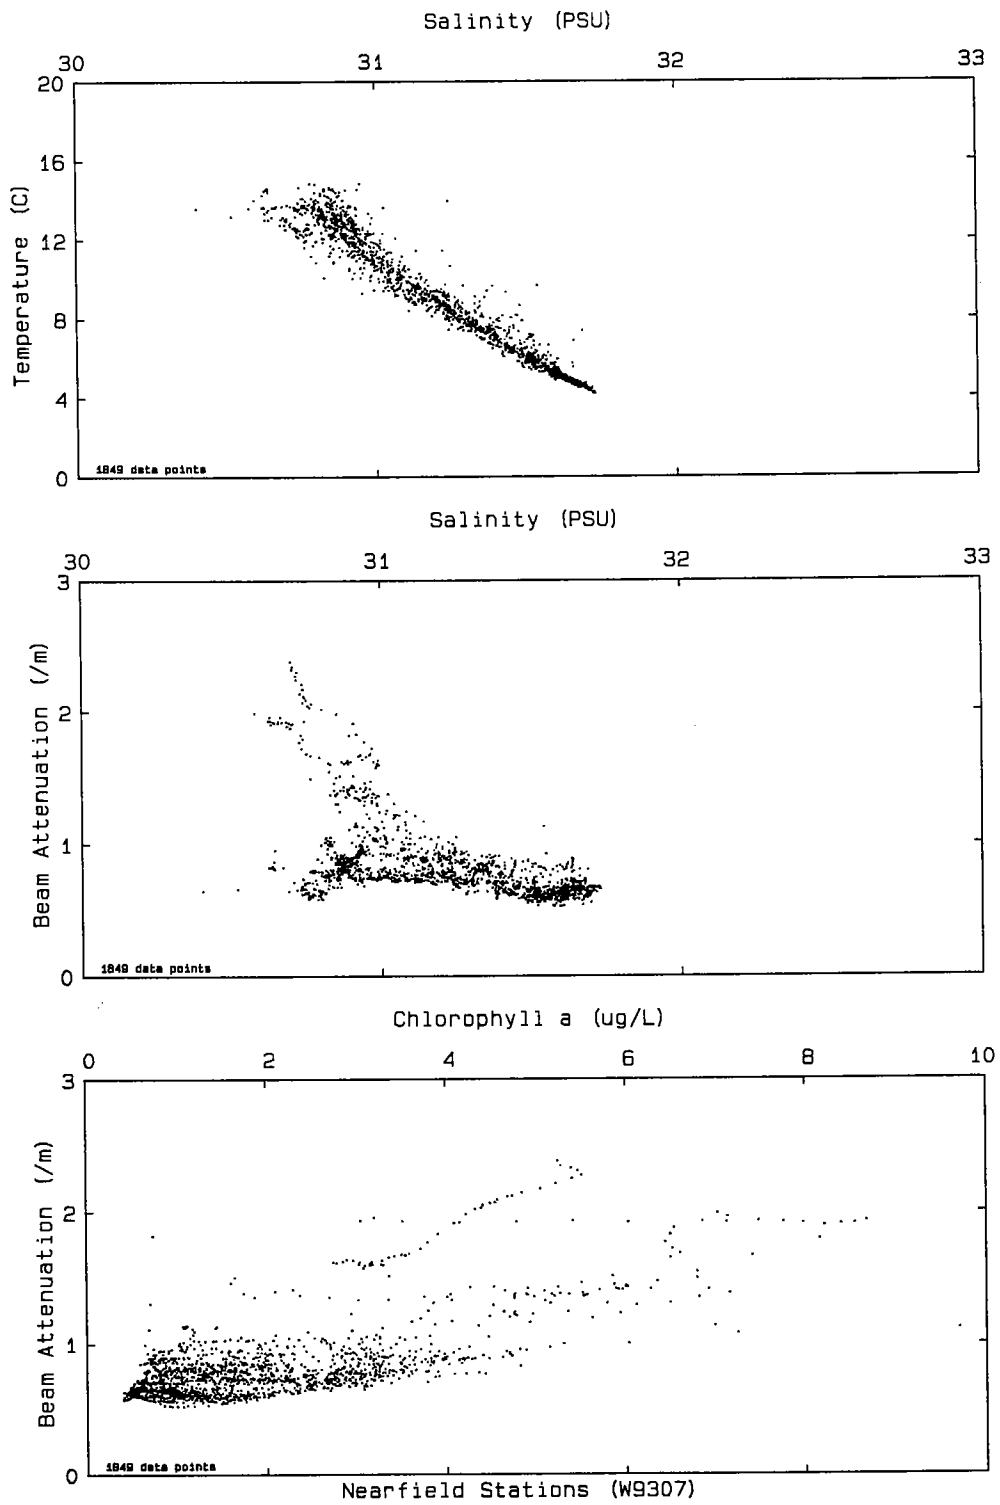 Salinity (PSU)
30 31 32 33
20
16
12
8
4
0
Temperature (C)
1849 data points
Salinity (PSU)
30 31 32 33
3
2
1
0
Beam Attenuation (/m)
1849 data points
Chlorophyll a (ug/L)
0 2 4 6 8 10
3
2
1
0
Beam Attenuation (/m)
1849 data points
Nearfield Stations (W9307)